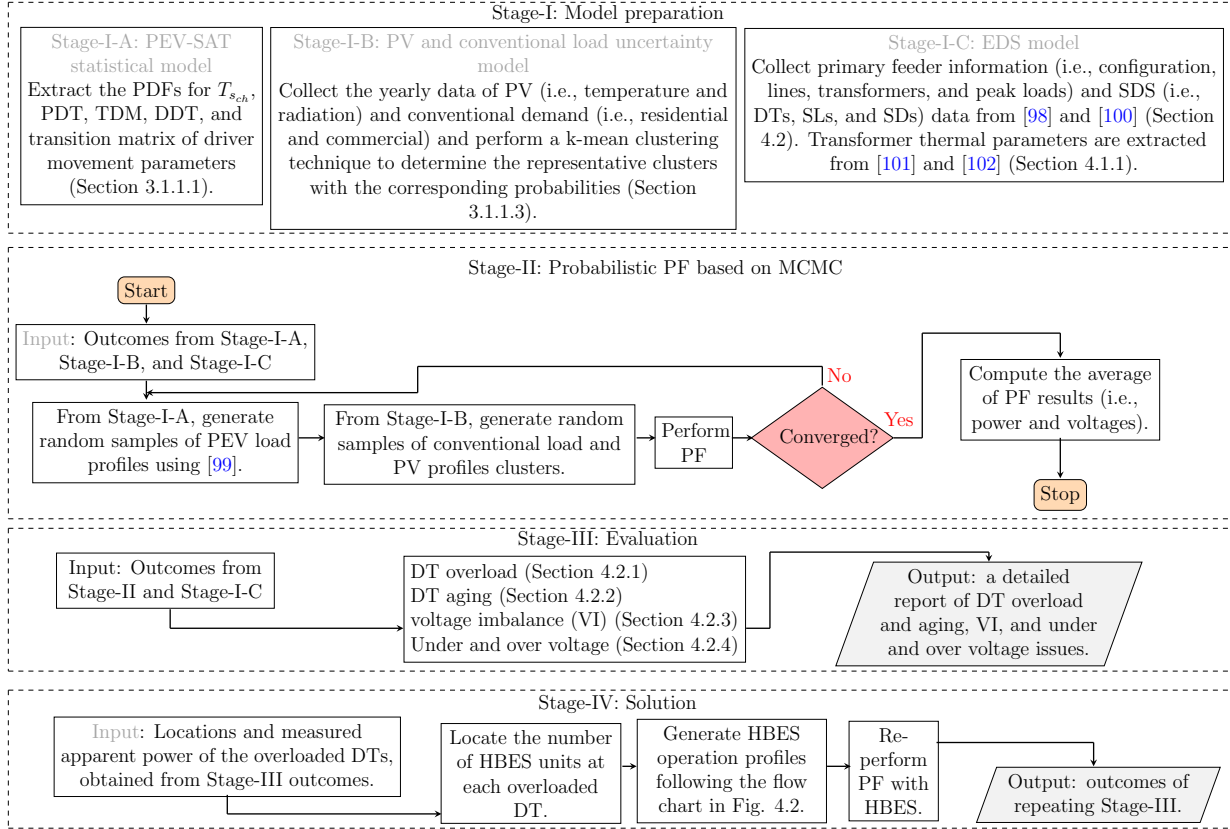 Stage-I: Model preparation
Stage-I-A: PEV-SAT
statistical model
Extract the PDFs for T_{s_{ch}},
PDT, TDM, DDT, and
transition matrix of driver
movement parameters
(Section 3.1.1.1).
Stage-I-B: PV and conventional load uncertainty
model
Collect the yearly data of PV (i.e., temperature and
radiation) and conventional demand (i.e., residential
and commercial) and perform a k-mean clustering
technique to determine the representative clusters
with the corresponding probabilities (Section
3.1.1.3).
Stage-I-C: EDS model
Collect primary feeder information (i.e., configuration,
lines, transformers, and peak loads) and SDS (i.e.,
DTs, SLs, and SDs) data from [98] and [100] (Section
4.2). Transformer thermal parameters are extracted
from [101] and [102] (Section 4.1.1).
Stage-II: Probabilistic PF based on MCMC
Start
Input: Outcomes from Stage-I-A,
Stage-I-B, and Stage-I-C
From Stage-I-A, generate
random samples of PEV load
profiles using [99].
From Stage-I-B, generate random
samples of conventional load and
PV profiles clusters.
Perform
PF
Converged?
No
Yes
Compute the average
of PF results (i.e.,
power and voltages).
Stop
Stage-III: Evaluation
Input: Outcomes from
Stage-II and Stage-I-C
DT overload (Section 4.2.1)
DT aging (Section 4.2.2)
voltage imbalance (VI) (Section 4.2.3)
Under and over voltage (Section 4.2.4)
Output: a detailed
report of DT overload
and aging, VI, and under
and over voltage issues.
Stage-IV: Solution
Input: Locations and measured
apparent power of the overloaded DTs,
obtained from Stage-III outcomes.
Locate the number
of HBES units at
each overloaded
DT.
Generate HBES
operation profiles
following the flow
chart in Fig. 4.2.
Re-
perform
PF with
HBES.
Output: outcomes of
repeating Stage-III.